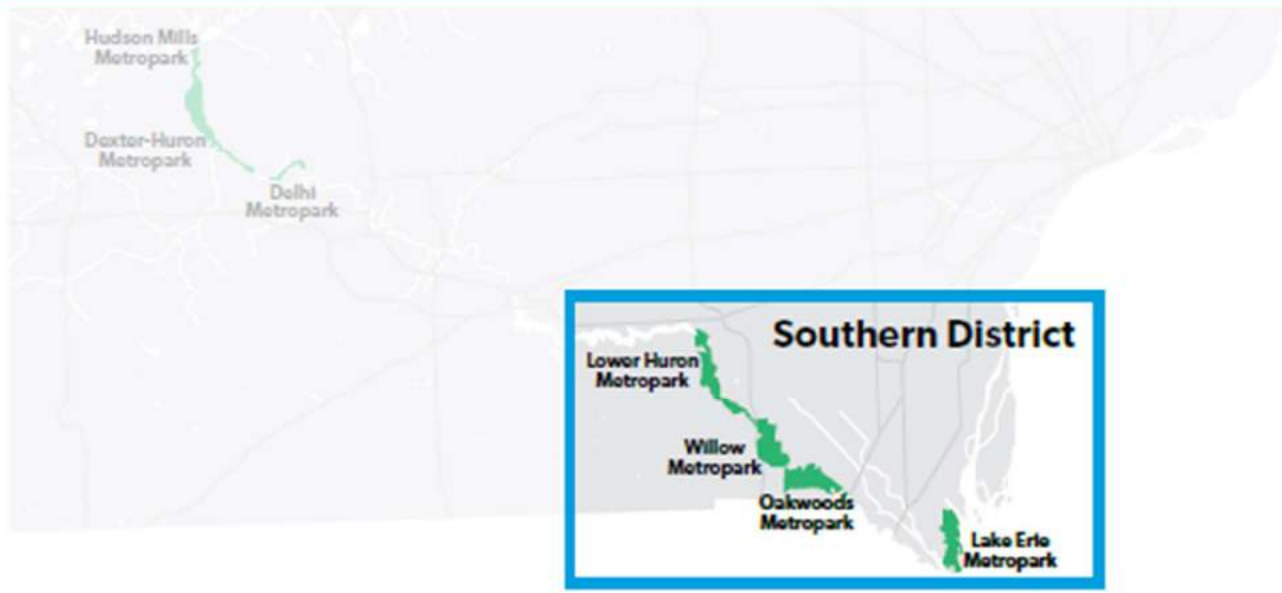 Hudson Mills
Metropark
Dexter-Huron
Metropark
Delhi
Metropark
Southern District
Lower Huron
Metropark
Willow
Metropark
Oakwoods
Metropark
Lake Erie
Metropark